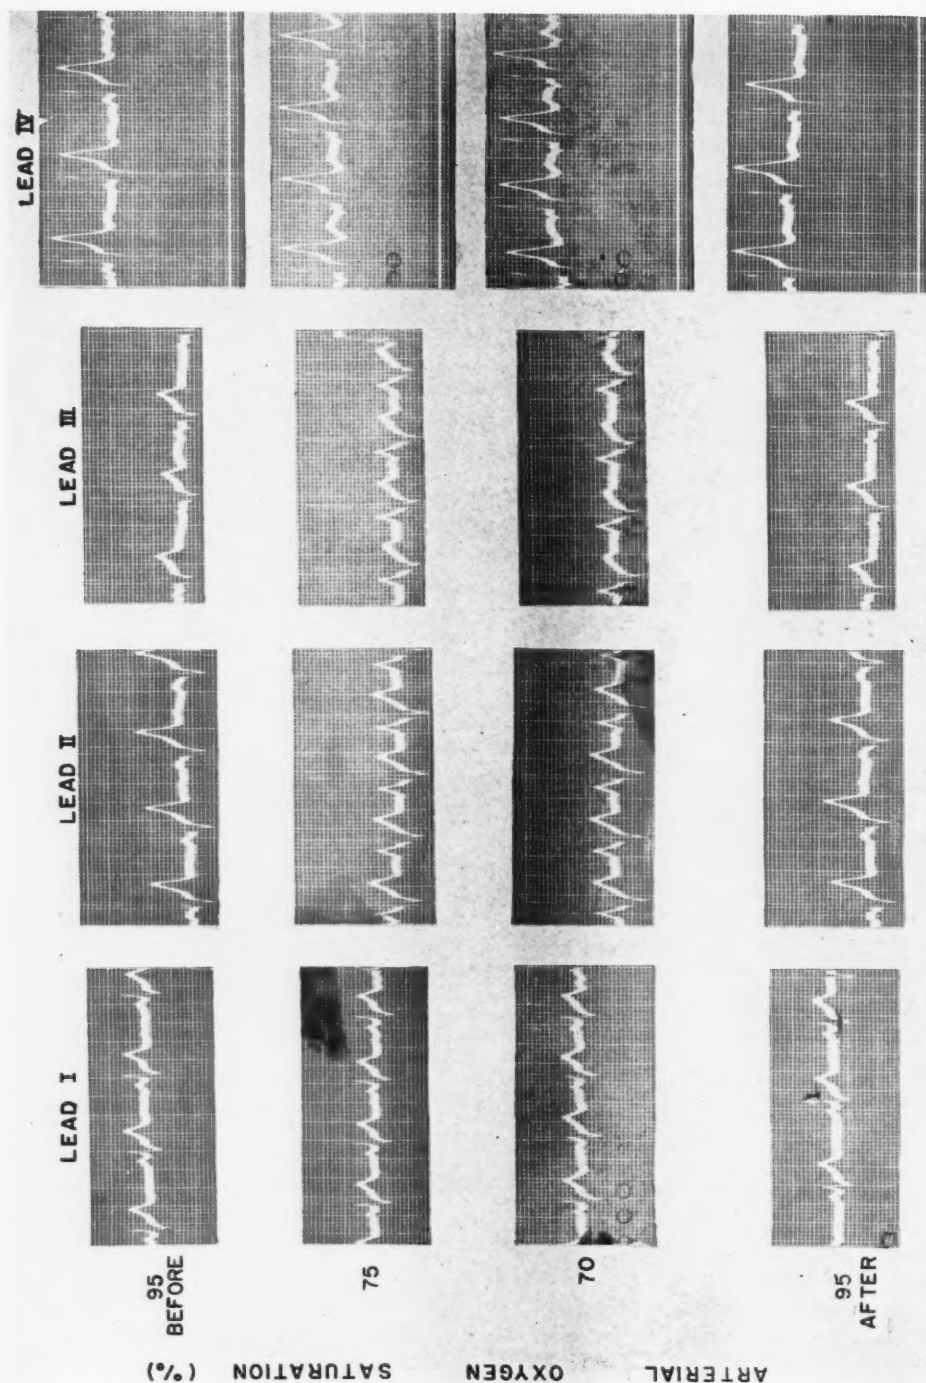 LEAD I
LEAD II
LEAD III
LEAD IV
95
BEFORE
75
70
95
AFTER
ARTERIAL OXYGEN SATURATION (%)